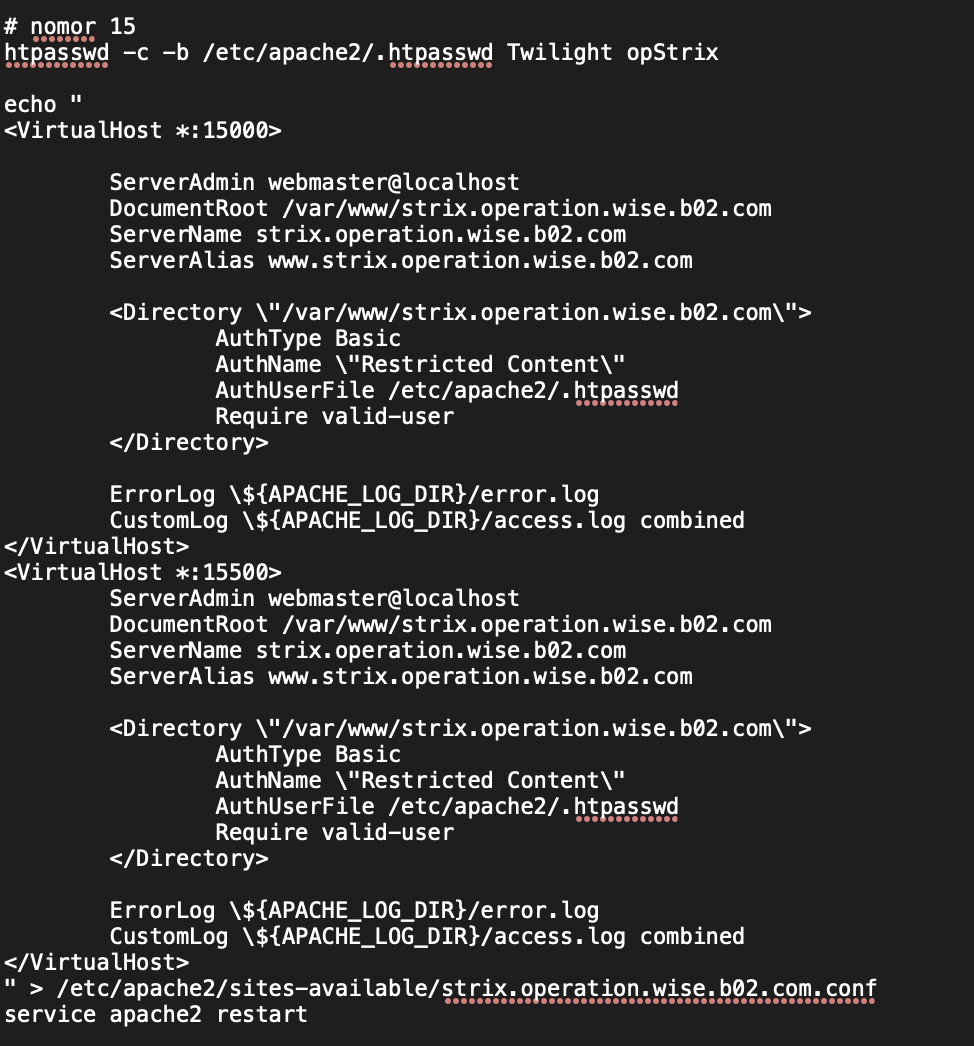 # nomor 15
htpasswd -c -b /etc/apache2/.htpasswd Twilight opStrix
echo "
<VirtualHost *:15000>
ServerAdmin webmaster@localhost
DocumentRoot /var/www/strix.operation.wise.b02.com
ServerName strix.operation.wise.b02.com
ServerAlias www.strix.operation.wise.b02.com
<Directory \"/var/www/strix.operation.wise.b02.com\">
AuthType Basic
AuthName \"Restricted Content\"
AuthUserFile /etc/apache2/.htpasswd
Require valid-user
</Directory>
ErrorLog \${APACHE_LOG_DIR}/error.log
CustomLog \${APACHE_LOG_DIR}/access.log combined
</VirtualHost>
<VirtualHost *:15500>
ServerAdmin webmaster@localhost
DocumentRoot /var/www/strix.operation.wise.b02.com
ServerName strix.operation.wise.b02.com
ServerAlias www.strix.operation.wise.b02.com
<Directory \"/var/www/strix.operation.wise.b02.com\">
AuthType Basic
AuthName \"Restricted Content\"
AuthUserFile /etc/apache2/.htpasswd
Require valid-user
</Directory>
ErrorLog \${APACHE_LOG_DIR}/error.log
CustomLog \${APACHE_LOG_DIR}/access.log combined
</VirtualHost>
" > /etc/apache2/sites-available/strix.operation.wise.b02.com.conf
service apache2 restart